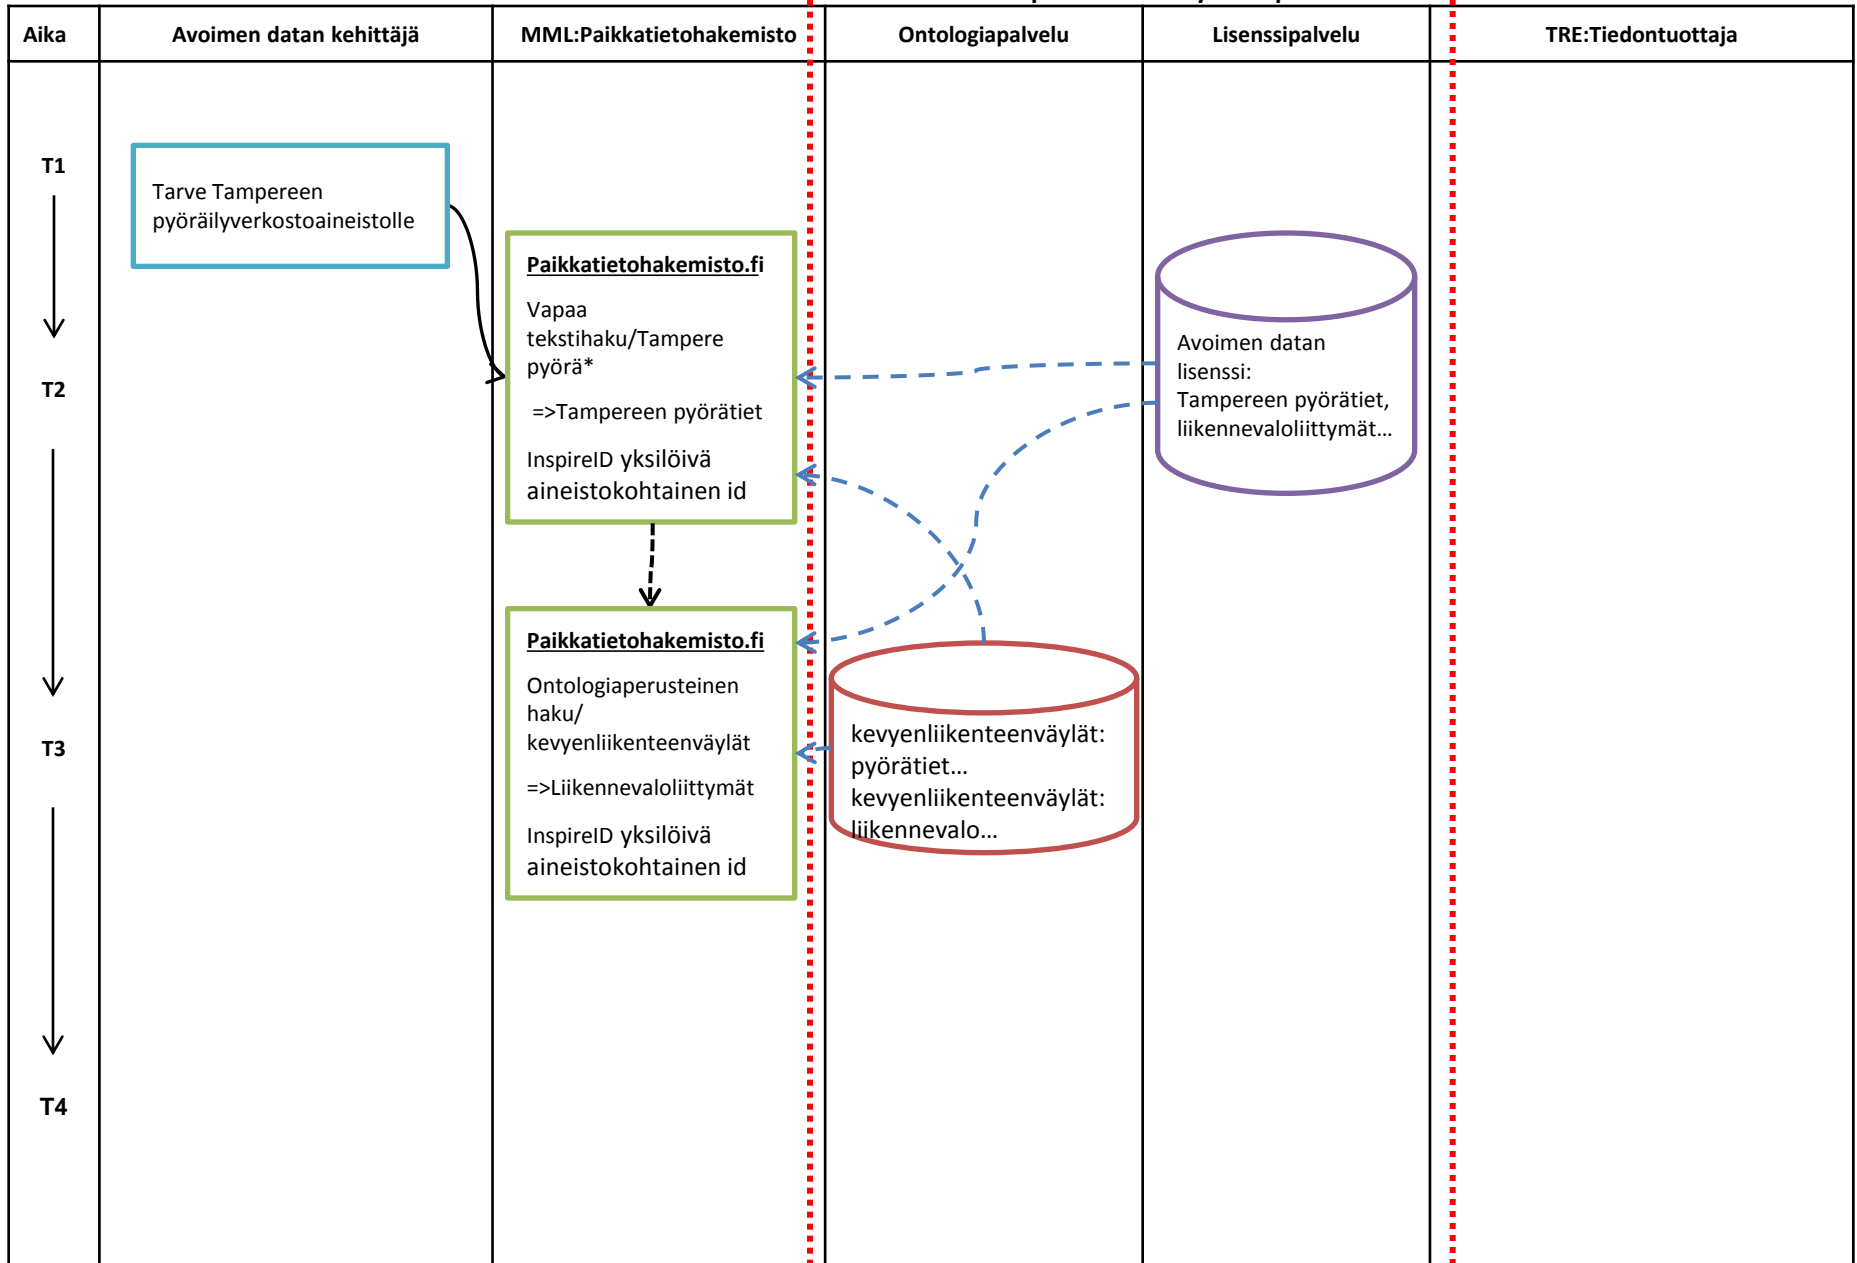 Aika
Avoimen datan kehittäjä
MML:Paikkatietohakemisto
Ontologiapalvelu
Lisenssipalvelu
TRE:Tiedontuottaja
T1
Tarve Tampereen
pyöräilyverkostoaineistolle
Paikkatietohakemisto.fi
Vapaa
tekstihaku/Tampere
pyörä*
=>Tampereen pyörätiet
InspireID yksilöivä
aineistokohtainen id
Avoimen datan
lisenssi:
Tampereen pyörätiet,
liikennevaloliittymät…
T2
Paikkatietohakemisto.fi
Ontologiaperusteinen
haku/
kevyenliikenteenväylät
=>Liikennevaloliittymät
InspireID yksilöivä
aineistokohtainen id
kevyenliikenteenväylät:
pyörätiet…
kevyenliikenteenväylät:
liikennevalo…
T3
T4